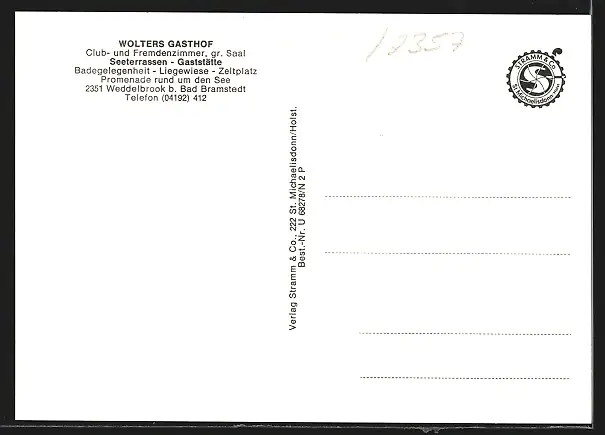 WOLTERS GASTHOF
Club- und Fremdenzimmer, gr. Saal
Seeterrassen - Gaststätte
Badegelegenheit - Liegewiese - Zeltplatz
Promenade rund um den See
2351 Weddelbrook b. Bad Bramstedt
Telefon (04192) 412
Verlag Stramm & Co., 222 St. Michaelisdonn/Holst.
Best.-Nr. U 68278/N 2 P
STRAMM & Co.
St. Michaelisdonn